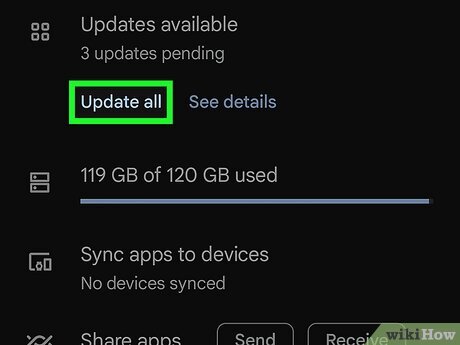 Updates available
3 updates pending
Update all See details
119 GB of 120 GB used
Sync apps to devices
No devices synced
Share apps Send Receive
wikiHow